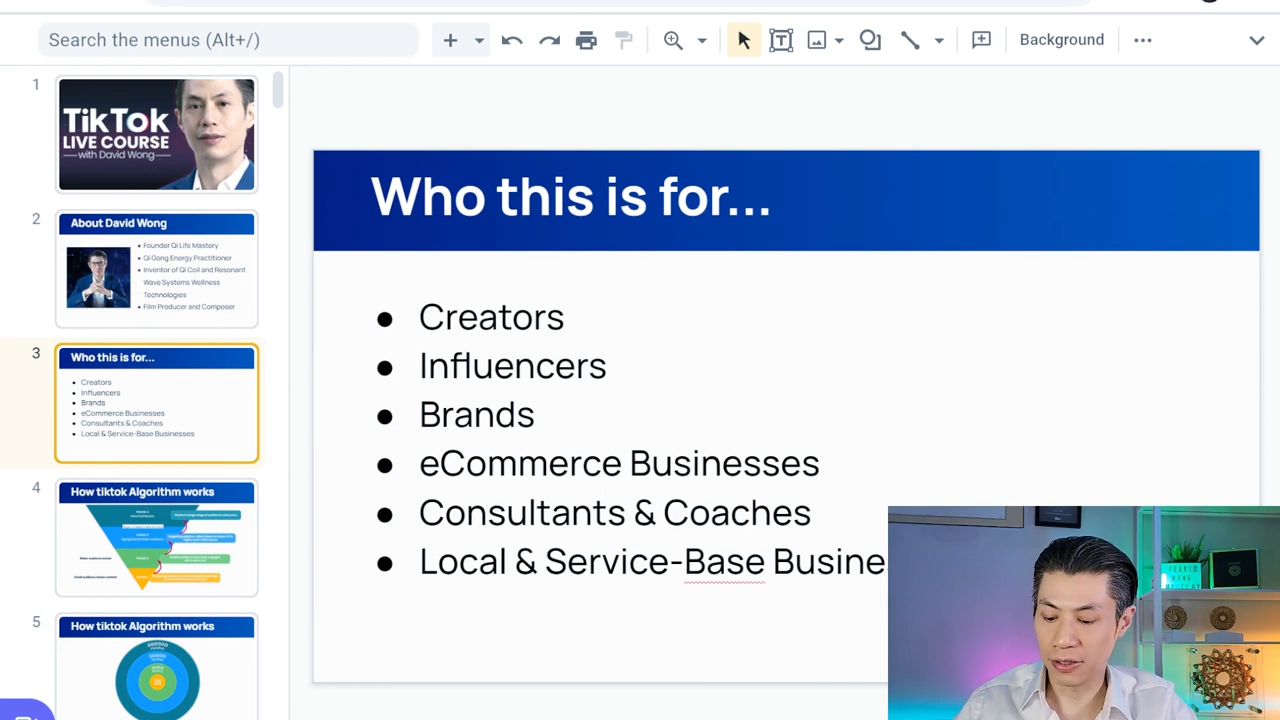 Search the menus (Alt+/)
Background
1
TikTok
LIVE COURSE
with David Wong
2
About David Wong
Founder Qi Life Mastery
Qi Gong Energy Practitioner
Inventor of Qi Coil and Resonant
Wave Systems Wellness
Technologies
Film Producer and Composer
3
Who this is for...
Creators
Influencers
Brands
eCommerce Businesses
Consultants & Coaches
Local & Service-Base Businesses
4
How tiktok Algorithm works
5
How tiktok Algorithm works
Who this is for...
● Creators
● Influencers
● Brands
● eCommerce Businesses
● Consultants & Coaches
● Local & Service-Base Busine